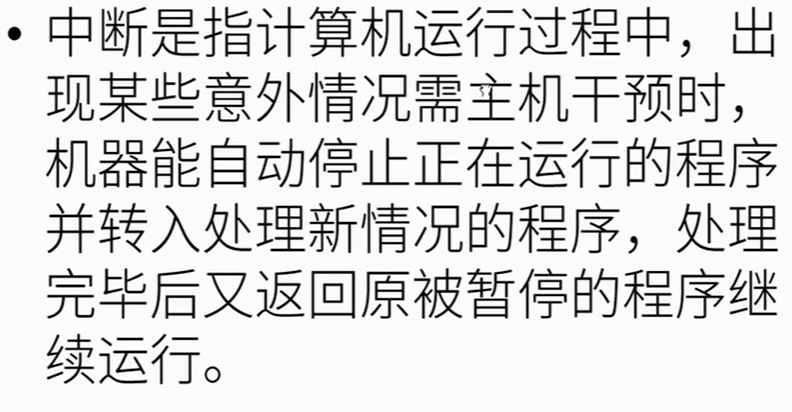 • 中断是指计算机运行过程中，出
现某些意外情况需主机干预时，
机器能自动停止正在运行的程序
并转入处理新情况的程序，处理
完毕后又返回原被暂停的程序继
续运行。